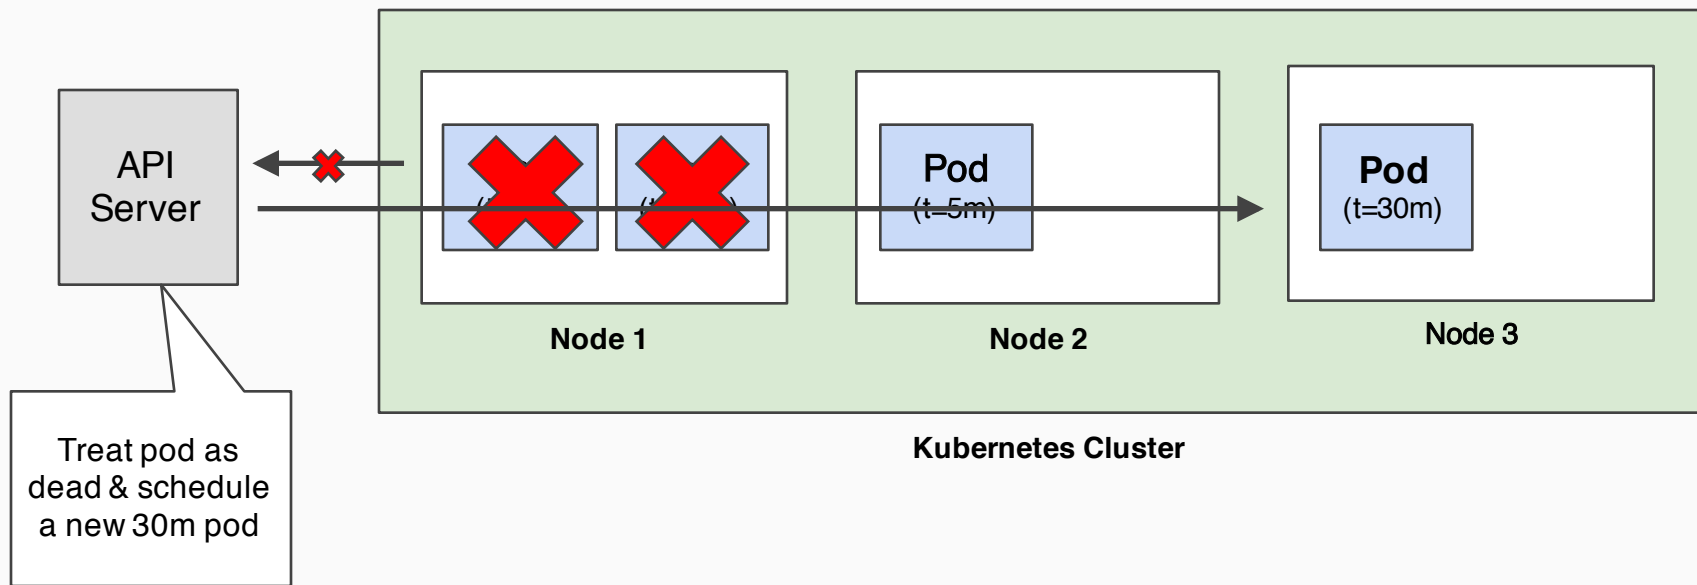 API
Server
Pod
(t=5m)
Pod
(t=30m)
Node 1
Node 2
Node 3
Kubernetes Cluster
Treat pod as
dead & schedule
a new 30m pod